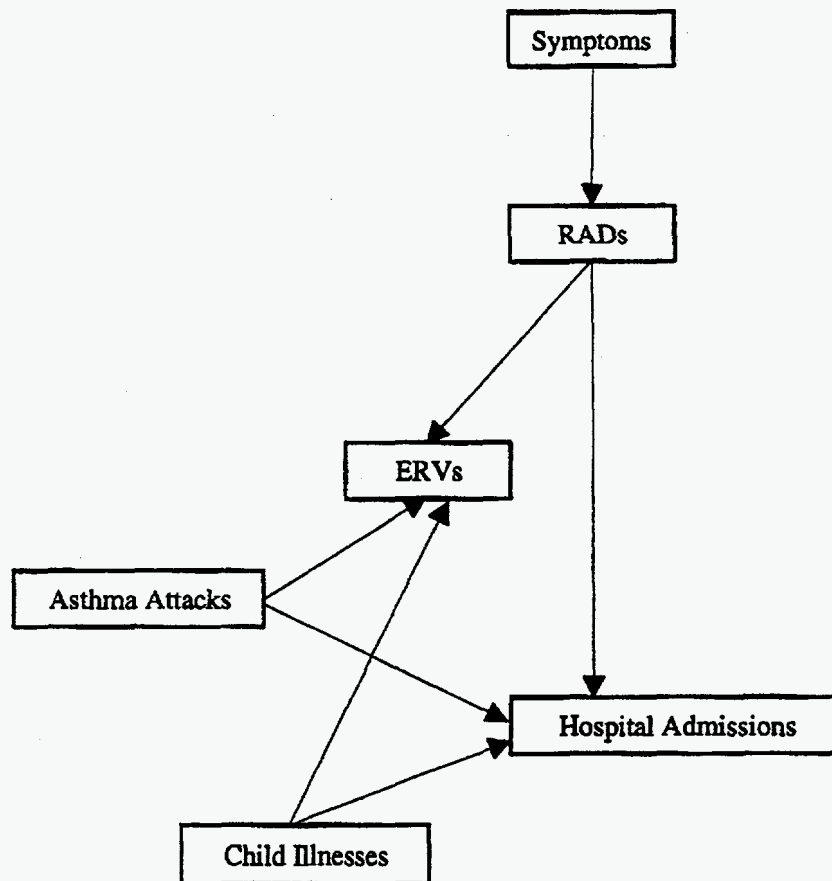 Symptoms
RADs
ERVs
Asthma Attacks
Hospital Admissions
Child Illnesses